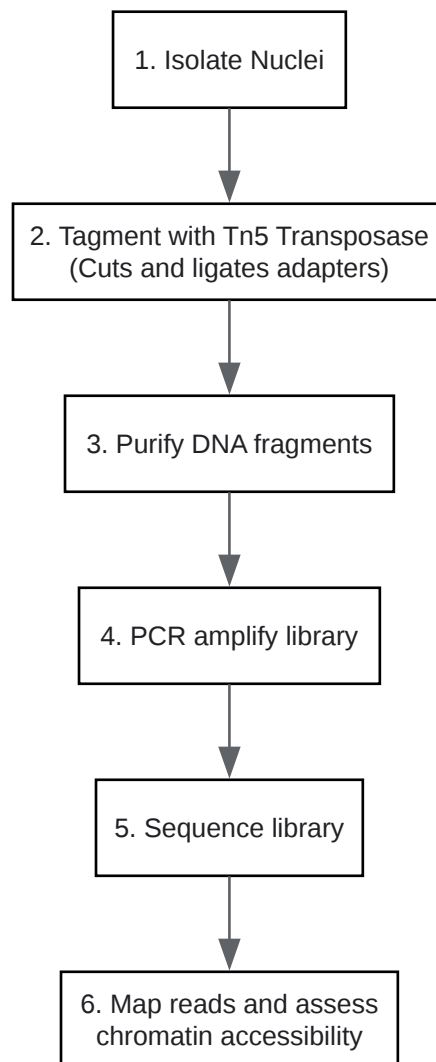 1. Isolate Nuclei
2. Tagment with Tn5 Transposase
(Cuts and ligates adapters)
3. Purify DNA fragments
4. PCR amplify library
5. Sequence library
6. Map reads and assess
chromatin accessibility